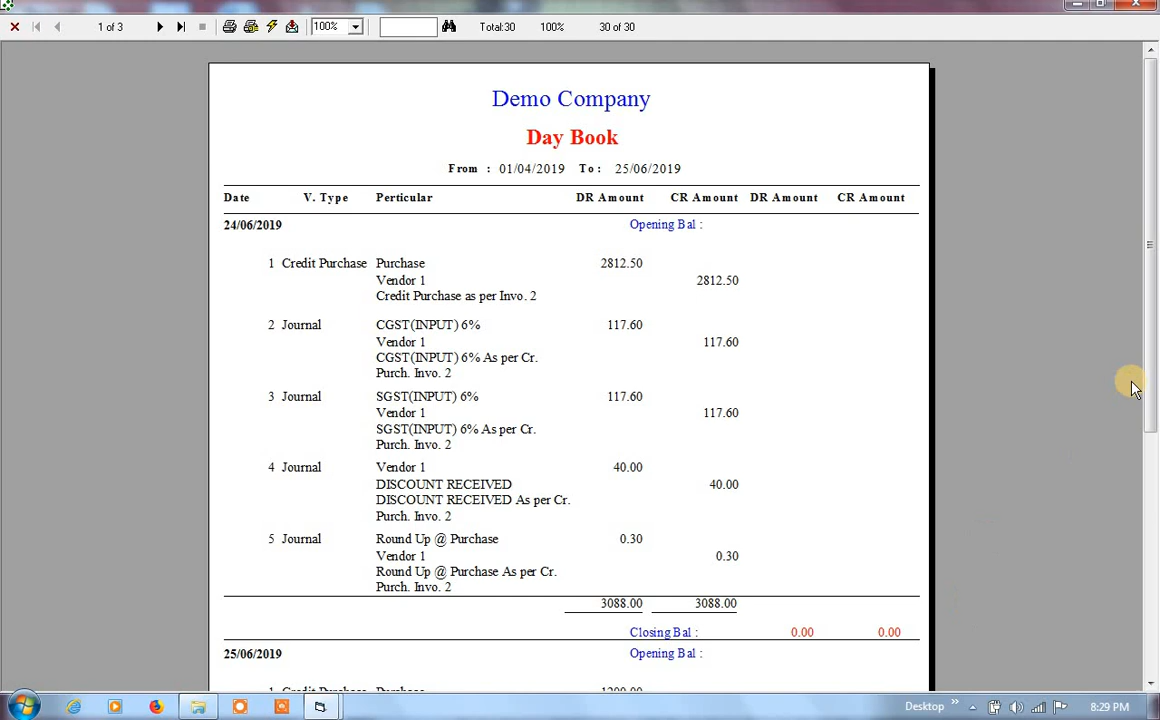 1 of 3 100% Total:30 100% 30 of 30
Demo Company
Day Book
From : 01/04/2019 To : 25/06/2019
Date V. Type Perticular DR Amount CR Amount DR Amount CR Amount
24/06/2019 Opening Bal :
1 Credit Purchase Purchase 2812.50
Vendor 1 2812.50
Credit Purchase as per Invo. 2
2 Journal CGST(INPUT) 6% 117.60
Vendor 1 117.60
CGST(INPUT) 6% As per Cr.
Purch. Invo. 2
3 Journal SGST(INPUT) 6% 117.60
Vendor 1 117.60
SGST(INPUT) 6% As per Cr.
Purch. Invo. 2
4 Journal Vendor 1 40.00
DISCOUNT RECEIVED 40.00
DISCOUNT RECEIVED As per Cr.
Purch. Invo. 2
5 Journal Round Up @ Purchase 0.30
Vendor 1 0.30
Round Up @ Purchase As per Cr.
Purch. Invo. 2
3088.00 3088.00
Closing Bal : 0.00 0.00
25/06/2019 Opening Bal :
1 Credit Purchase Purchase 1200.00
Desktop 8:29 PM